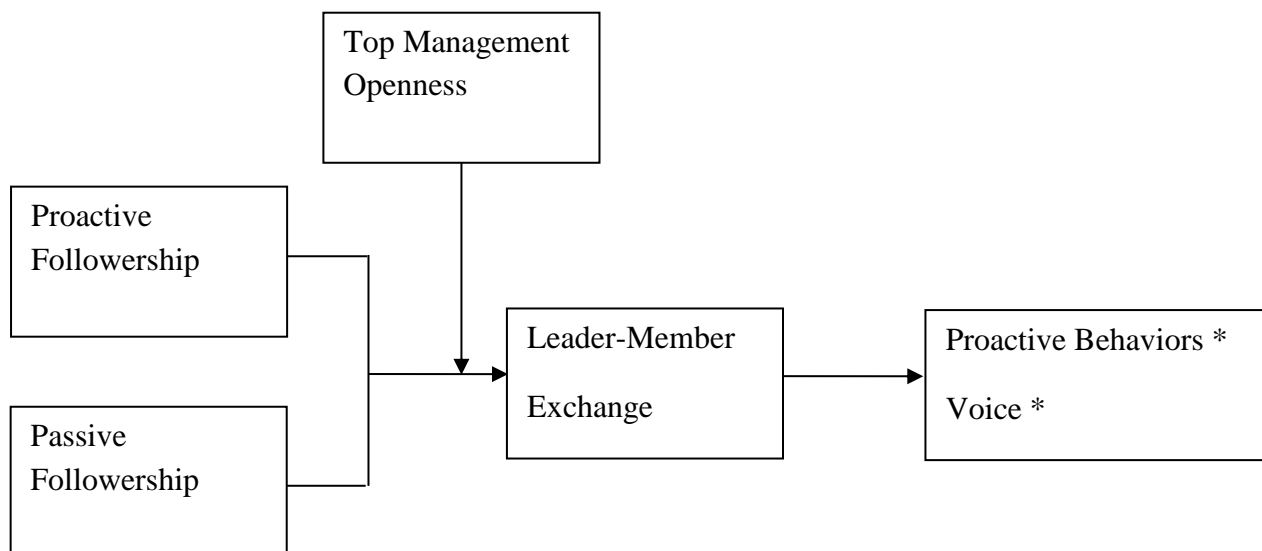 Top Management
Openness
Proactive
Followership
Leader-Member
Exchange
Proactive Behaviors *
Voice *
Passive
Followership